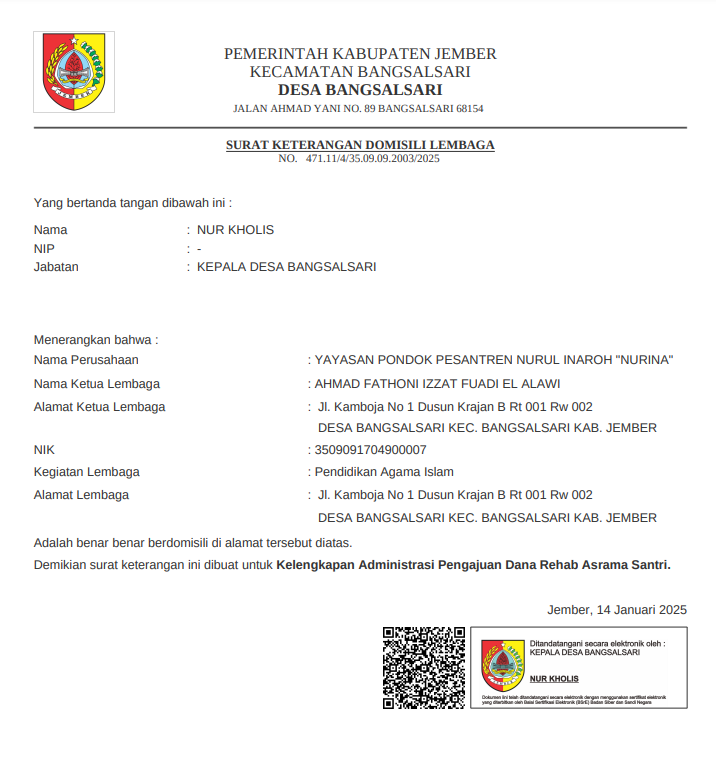 PEMERINTAH KABUPATEN JEMBER
KECAMATAN BANGSALSARI
DESA BANGSALSARI
JALAN AHMAD YANI NO. 89 BANGSALSARI 68154
SURAT KETERANGAN DOMISILI LEMBAGA
NO. 471.11/4/35.09.09.2003/2025
Yang bertanda tangan dibawah ini :
Nama : NUR KHOLIS
NIP : -
Jabatan : KEPALA DESA BANGSALSARI
Menerangkan bahwa :
Nama Perusahaan : YAYASAN PONDOK PESANTREN NURUL INAROH "NURINA"
Nama Ketua Lembaga : AHMAD FATHONI IZZAT FUADI EL ALAWI
Alamat Ketua Lembaga : Jl. Kamboja No 1 Dusun Krajan B Rt 001 Rw 002
DESA BANGSALSARI KEC. BANGSALSARI KAB. JEMBER
NIK : 3509091704900007
Kegiatan Lembaga : Pendidikan Agama Islam
Alamat Lembaga : Jl. Kamboja No 1 Dusun Krajan B Rt 001 Rw 002
DESA BANGSALSARI KEC. BANGSALSARI KAB. JEMBER
Adalah benar benar berdomisili di alamat tersebut diatas.
Demikian surat keterangan ini dibuat untuk Kelengkapan Administrasi Pengajuan Dana Rehab Asrama Santri.
Jember, 14 Januari 2025
Ditandatangani secara elektronik oleh :
KEPALA DESA BANGSALSARI
NUR KHOLIS
Dokumen ini telah ditandatangani secara elektronik dengan menggunakan sertifikat elektronik
yang diterbitkan oleh Balai Sertifikasi Elektronik (BSrE) Badan Siber dan Sandi Negara